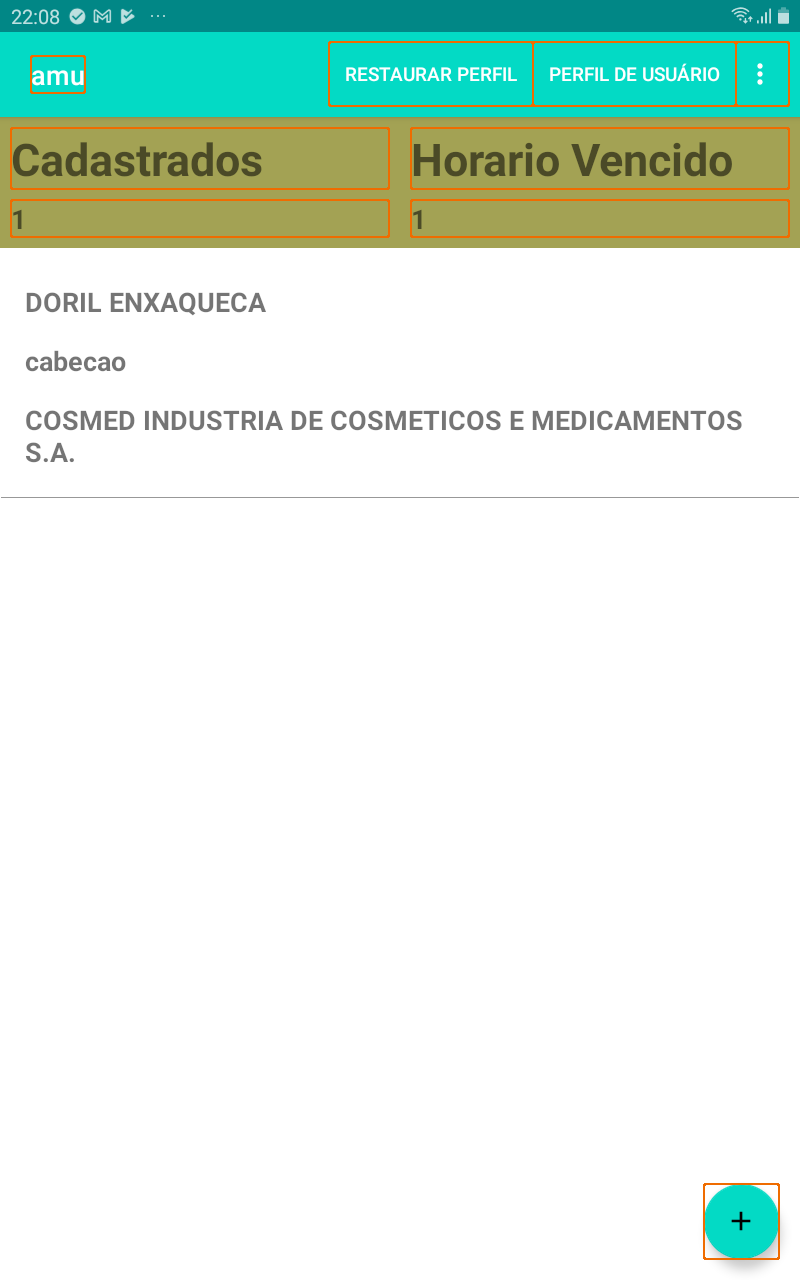 22:08
amu
RESTAURAR PERFIL
PERFIL DE USUÁRIO
Cadastrados
Horario Vencido
1
1
DORIL ENXAQUECA
cabecao
COSMED INDUSTRIA DE COSMETICOS E MEDICAMENTOS
S.A.
+